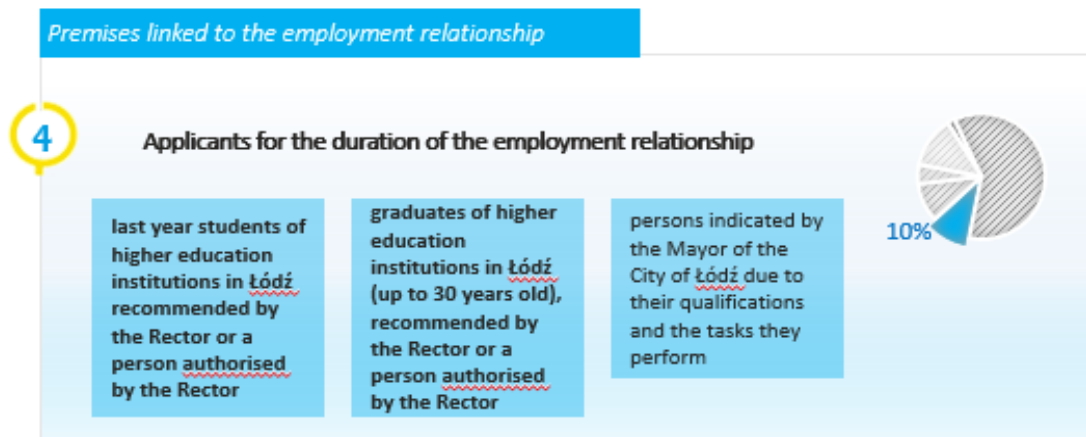 Premises linked to the employment relationship
4
Applicants for the duration of the employment relationship
10%
last year students of
higher education
institutions in Łódź
recommended by
the Rector or a
person authorised
by the Rector
graduates of higher
education
institutions in Łódź
(up to 30 years old),
recommended by
the Rector or a
person authorised
by the Rector
persons indicated by
the Mayor of the
City of Łódź due to
their qualifications
and the tasks they
perform